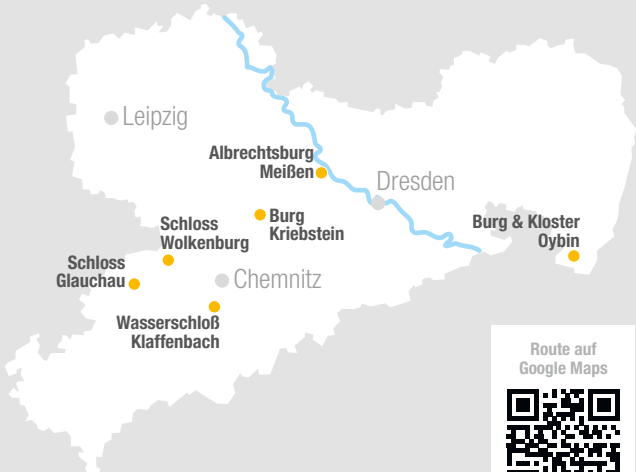 Leipzig
Albrechtsburg
Meißen
Dresden
Burg
Kriebstein
Burg & Kloster
Oybin
Schloss
Wolkenburg
Schloss
Glauchau
Chemnitz
Wasserschloß
Klaffenbach
Route auf
Google Maps